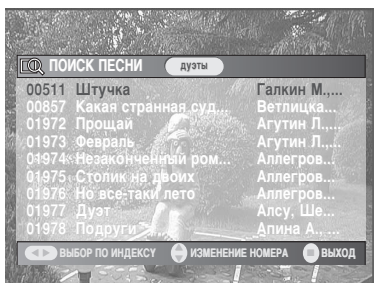 ПОИСК ПЕСНИ дуэты
00511 Штучка Галкин М.,...
00857 Какая странная суд... Ветлицка...
01972 Прощай Агутин Л.,...
01973 Февраль Агутин Л.,...
01974 Незаконченный ром... Аллегров...
01975 Столик на двоих Аллегров...
01976 Но все-таки лето Аллегров...
01977 Дуэт Алсу, Ше...
01978 Подруги Апина А., ...
ВЫБОР ПО ИНДЕКСУ ИЗМЕНЕНИЕ НОМЕРА ВЫХОД